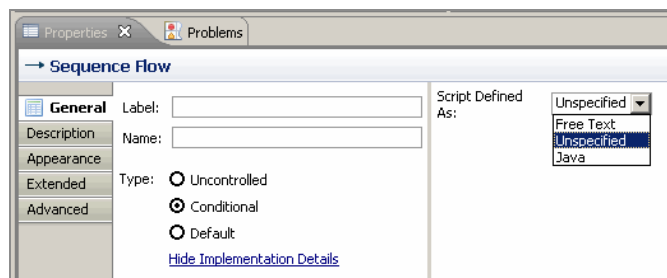 Properties
Problems
Sequence Flow
General
Description
Appearance
Extended
Advanced
Label:
Name:
Type:
Uncontrolled
Conditional
Default
Hide Implementation Details
Script Defined
As:
Unspecified
Free Text
Unspecified
Java